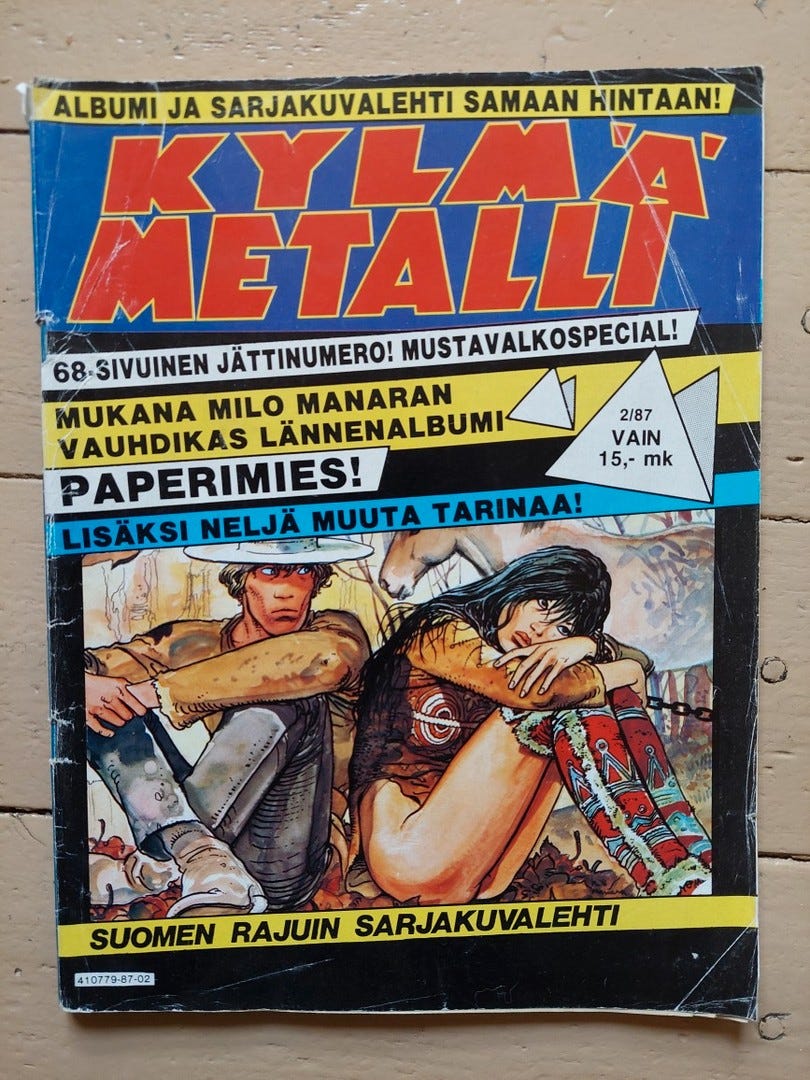 ALBUMI JA SARJAKUVALEHTI SAMAAN HINTAAN!
KYLMÄ
METALLI
68-SIVUINEN JÄTTINUMERO! MUSTAVALKOSPECIAL!
MUKANA MILO MANARAN
VAUHDIKAS LÄNNENALBUMI
PAPERIMIES!
2/87
VAIN
15,- mk
LISÄKSI NELJÄ MUUTA TARINAA!
SUOMEN RAJUIN SARJAKUVALEHTI
410779-87-02